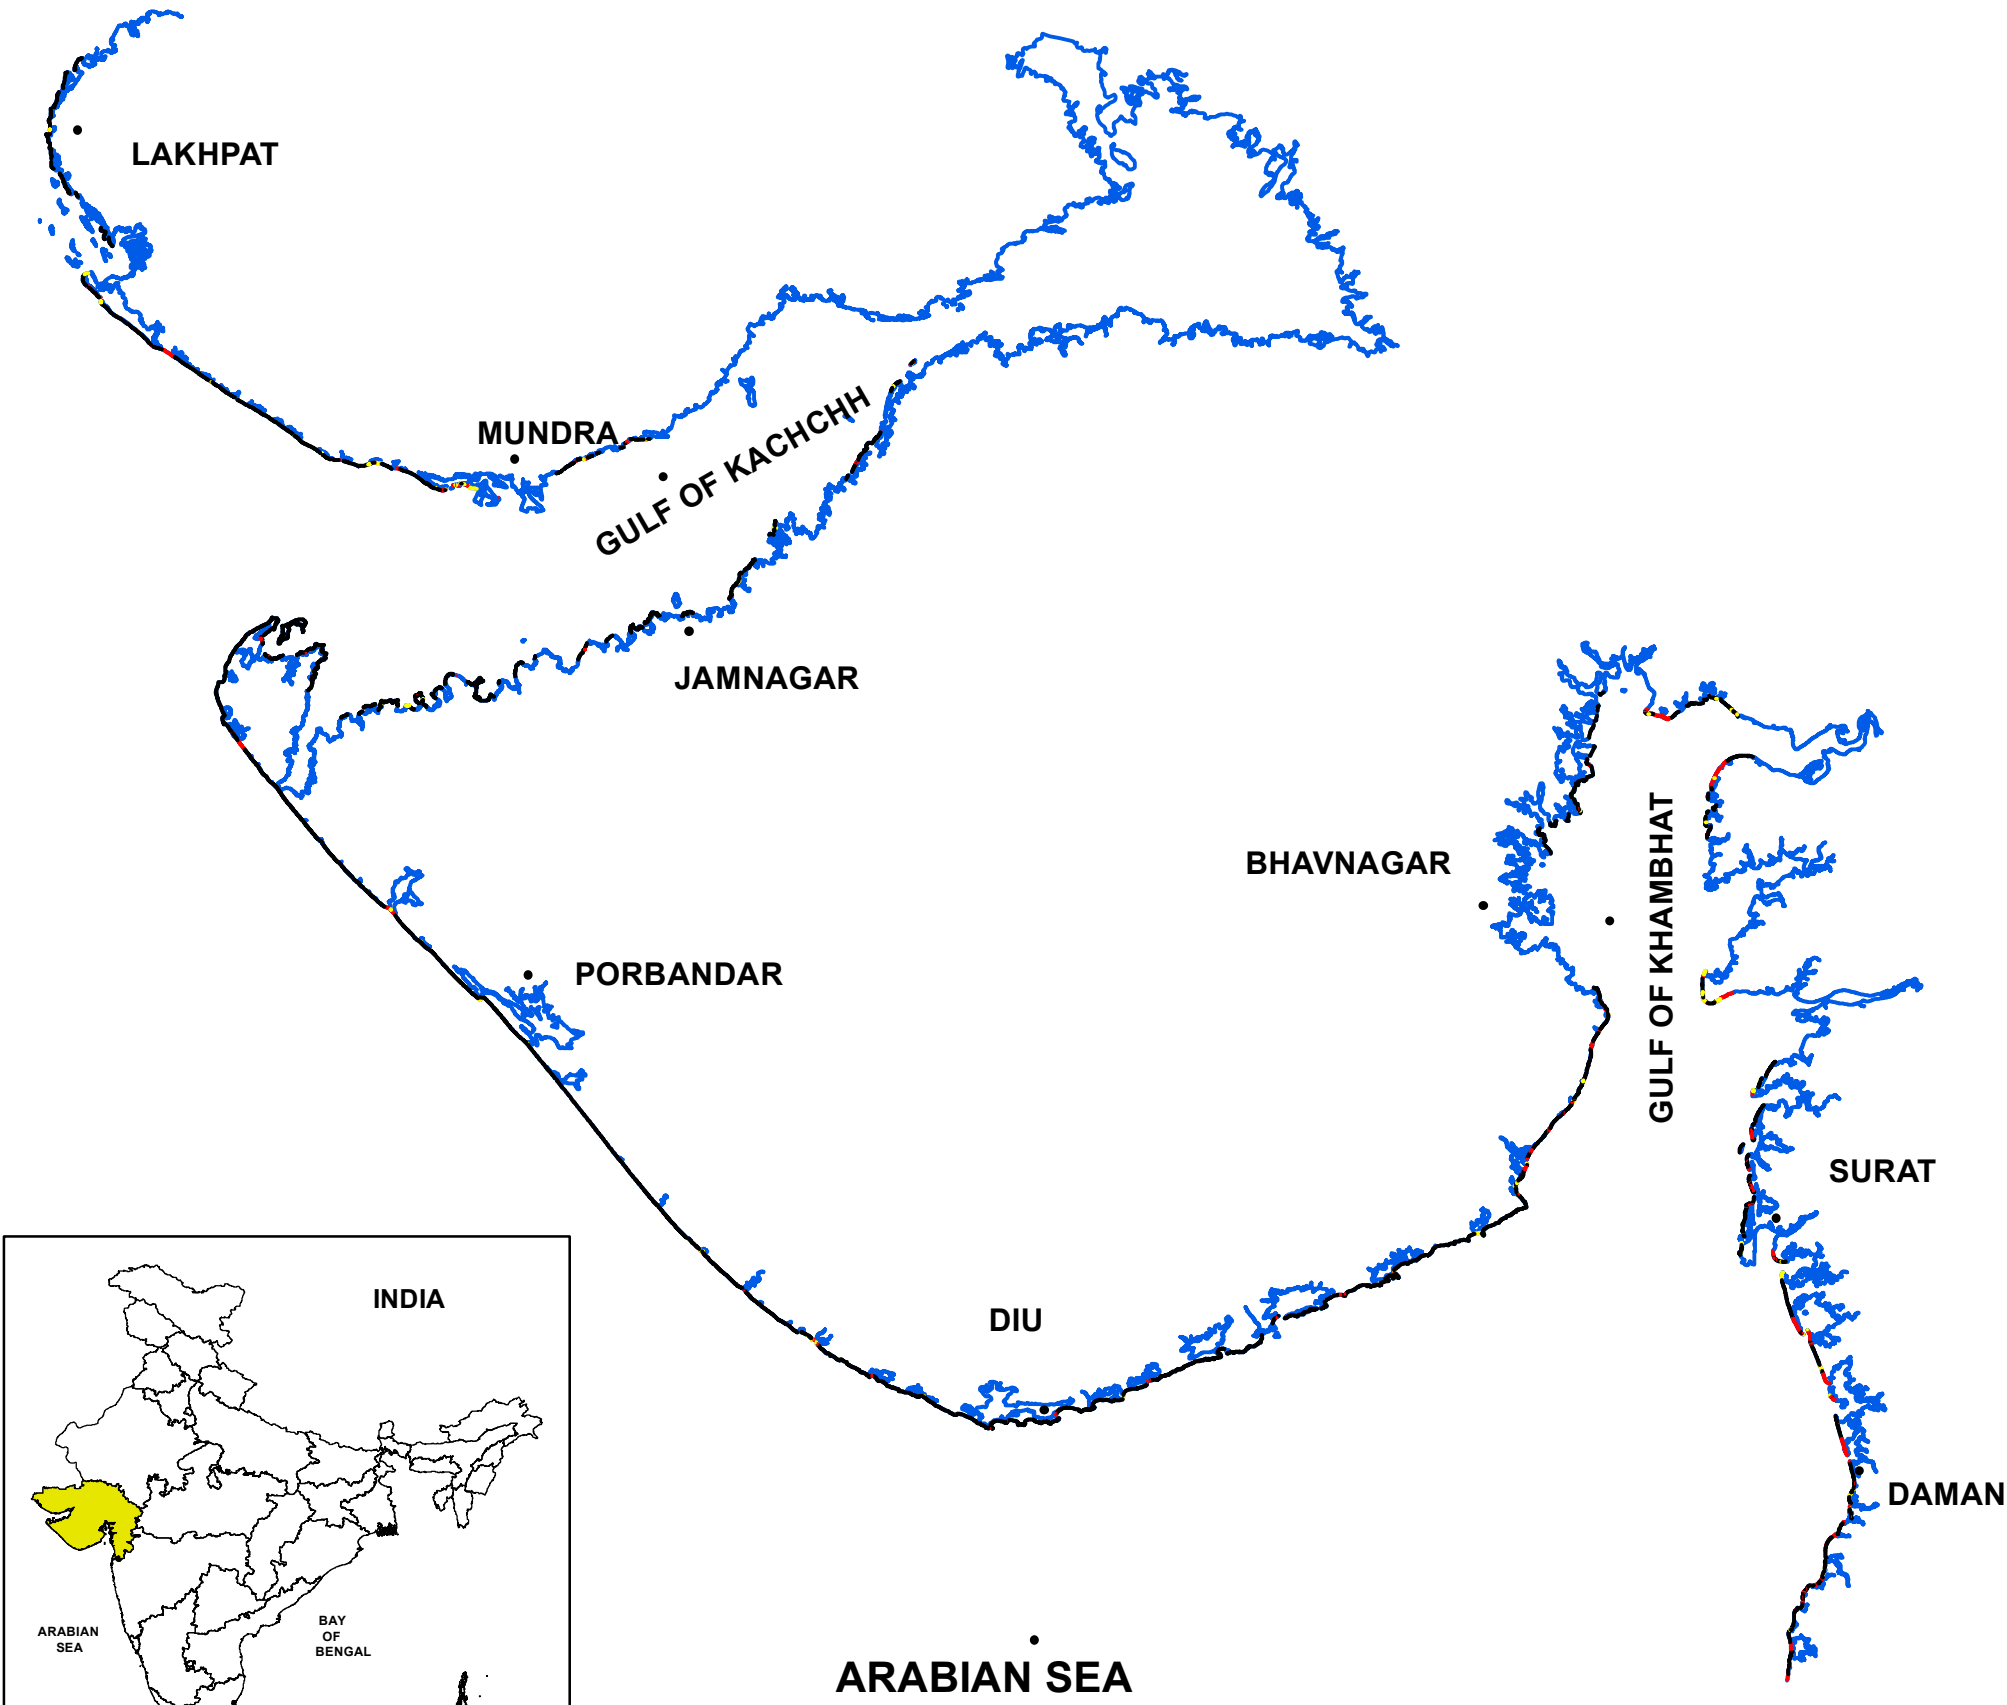 LAKHPAT
MUNDRA
GULF OF KACHCHH
JAMNAGAR
BHAVNAGAR
GULF OF KHAMBHAT
PORBANDAR
SURAT
DIU
INDIA
DAMAN
ARABIAN
SEA
BAY
OF
BENGAL
ARABIAN SEA